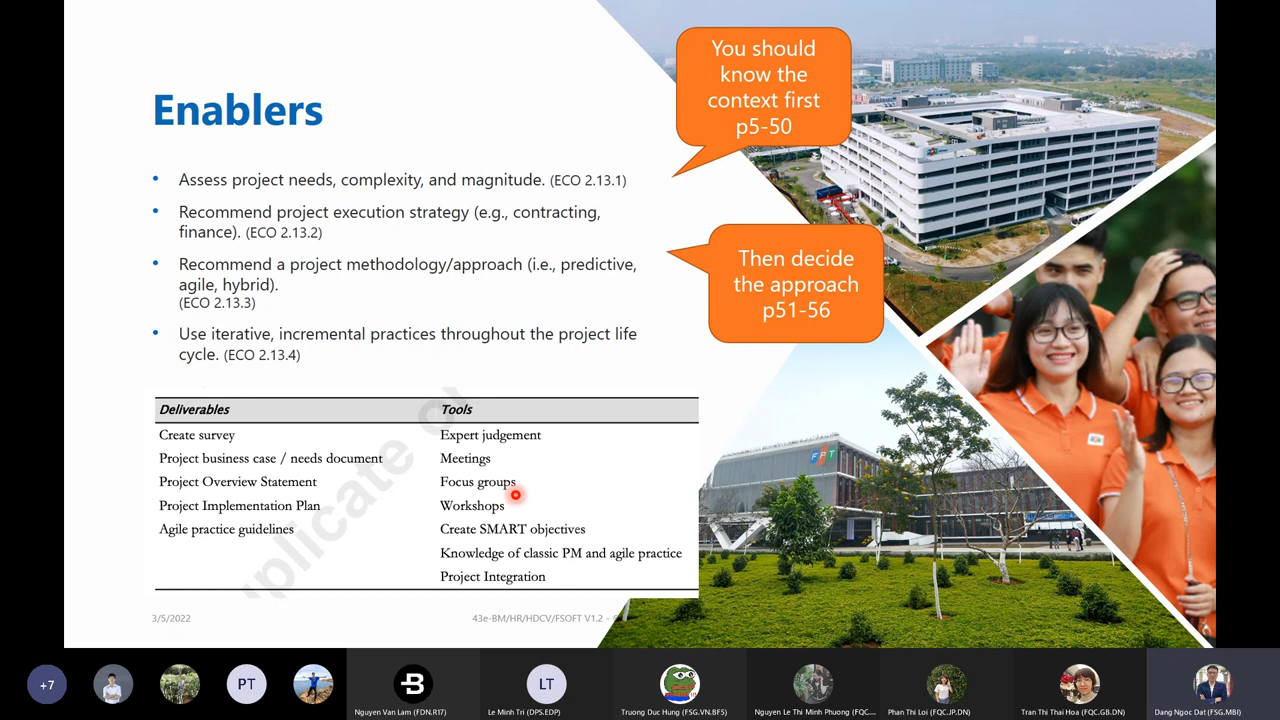 Enablers
You should
know the
context first
p5-50
• Assess project needs, complexity, and magnitude. (ECO 2.13.1)
• Recommend project execution strategy (e.g., contracting,
finance). (ECO 2.13.2)
• Recommend a project methodology/approach (i.e., predictive,
agile, hybrid).
(ECO 2.13.3)
• Use iterative, incremental practices throughout the project life
cycle. (ECO 2.13.4)
Then decide
the approach
p51-56
Deliverables Tools
Create survey Expert judgement
Project business case / needs document Meetings
Project Overview Statement Focus groups
Project Implementation Plan Workshops
Agile practice guidelines Create SMART objectives
Knowledge of classic PM and agile practice
Project Integration
plicate
FPT
3/5/2022 43e-BM/HR/HDCV/FSOFT V1.2 -
+7 PT LT
Nguyen Van Lam (FDN.R17) Le Minh Tri (DPS.EDP) Truong Duc Hung (FSG.VN.BF5) Nguyen Le Thi Minh Phuong (FQC.... Phan Thi Loi (FQC.JP.DN) Tran Thi Thai Hoa (FQC.GB.DN) Dang Ngoc Dat (FSG.MBI)